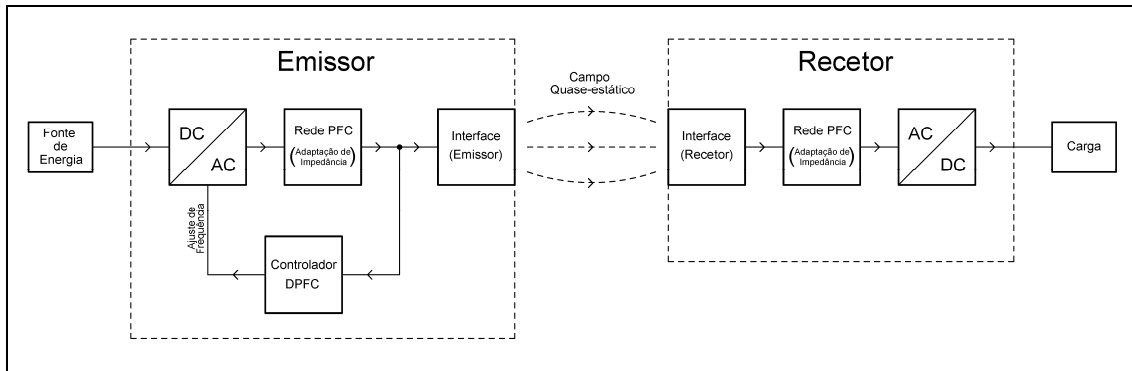 Emissor
Recetor
Campo
Quase-estático
Fonte
de
Energia
DC
AC
Rede PFC
(Adaptação de
Impedância)
Interface
(Emissor)
Interface
(Recetor)
Rede PFC
(Adaptação de
Impedância)
AC
DC
Carga
Ajuste de
Frequência
Controlador
DPFC